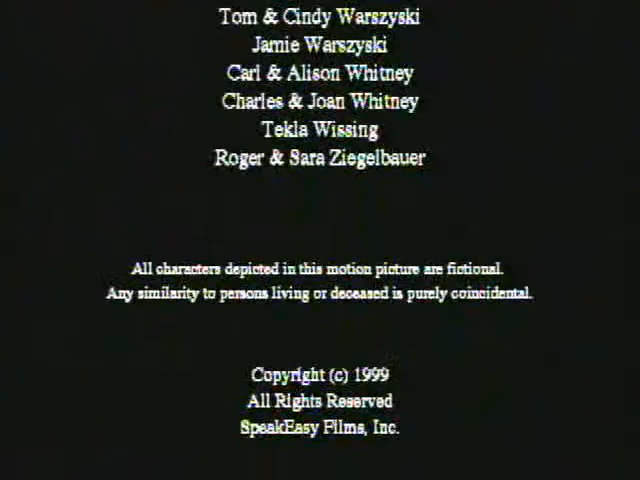 Tom & Cindy Warszyski
Jamie Warszyski
Carl & Alison Whitney
Charles & Joan Whitney
Tekla Wissing
Roger & Sara Ziegelbauer
All characters depicted in this motion picture are fictional.
Any similarity to persons living or deceased is purely coincidental.
Copyright (c) 1999
All Rights Reserved
SpeakEasy Films, Inc.